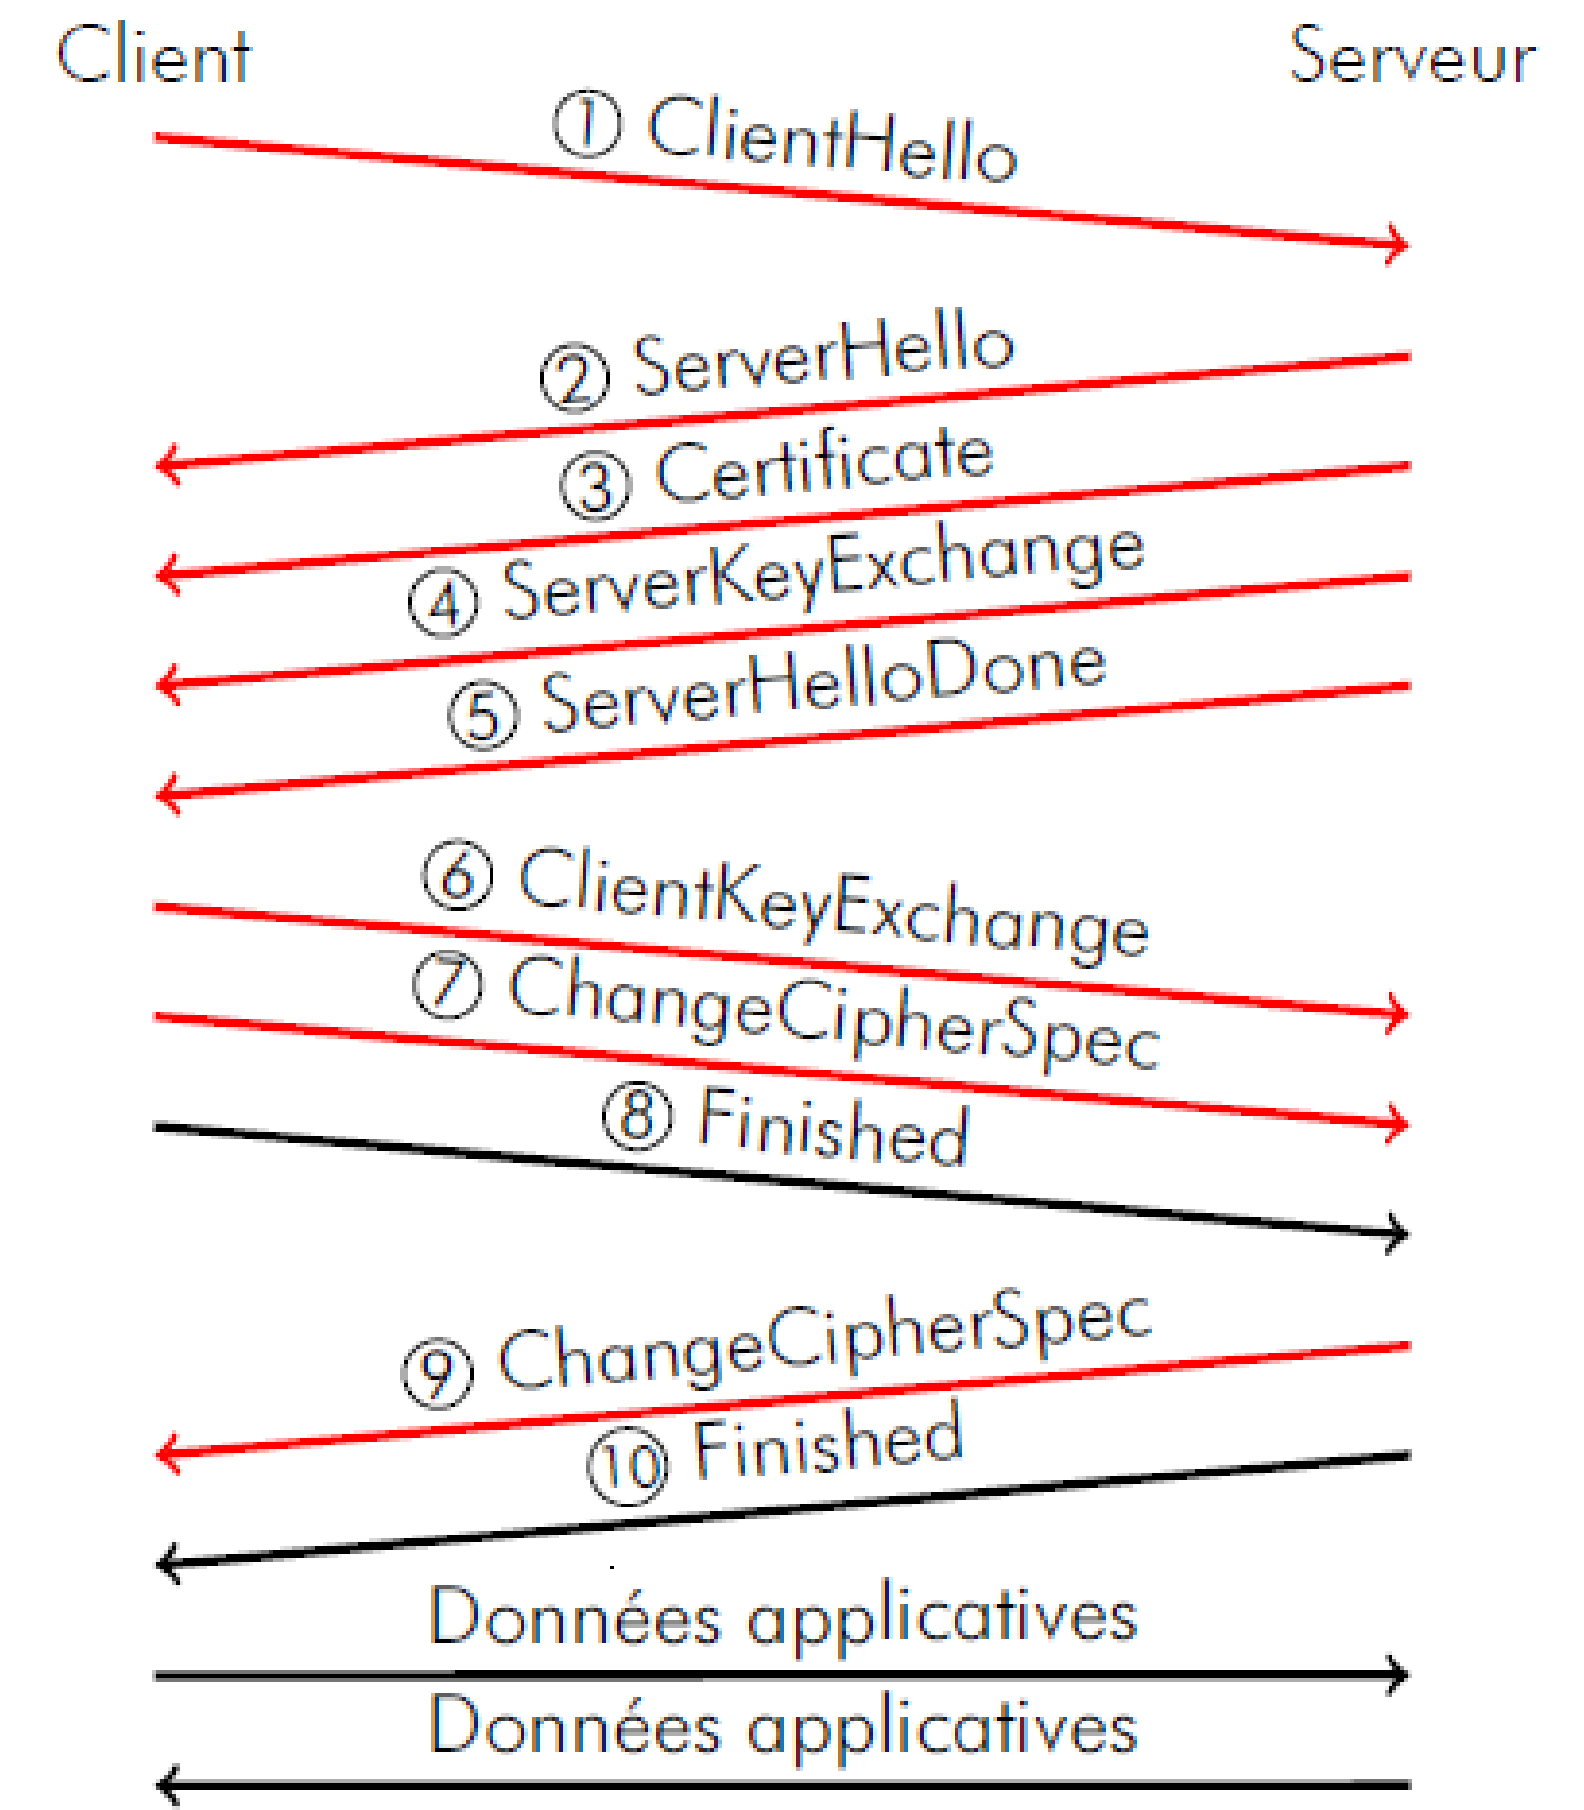 Client
Serveur
① ClientHello
② ServerHello
③ Certificate
④ ServerKeyExchange
⑤ ServerHelloDone
⑥ ClientKeyExchange
⑦ ChangeCipherSpec
⑧ Finished
⑨ ChangeCipherSpec
⑩ Finished
Données applicatives
Données applicatives